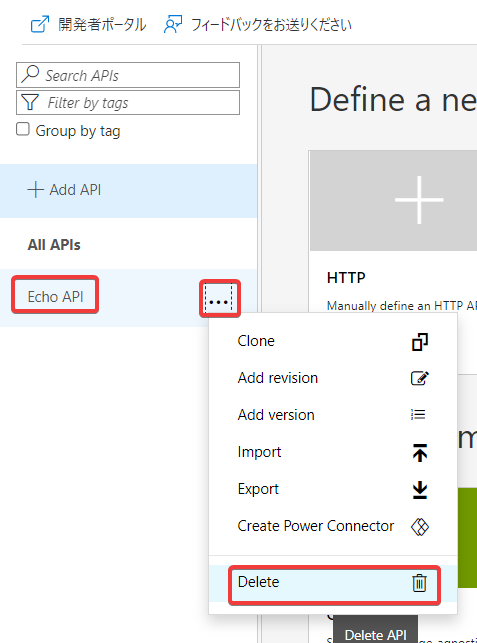 開発者ポータル フィードバックをお送りください
Search APIs
Filter by tags
Group by tag
Add API
All APIs
Echo API
Define a ne
HTTP
Manually define an HTTP AP
Clone
Add revision
Add version
Import
Export
Create Power Connector
Delete
Delete API